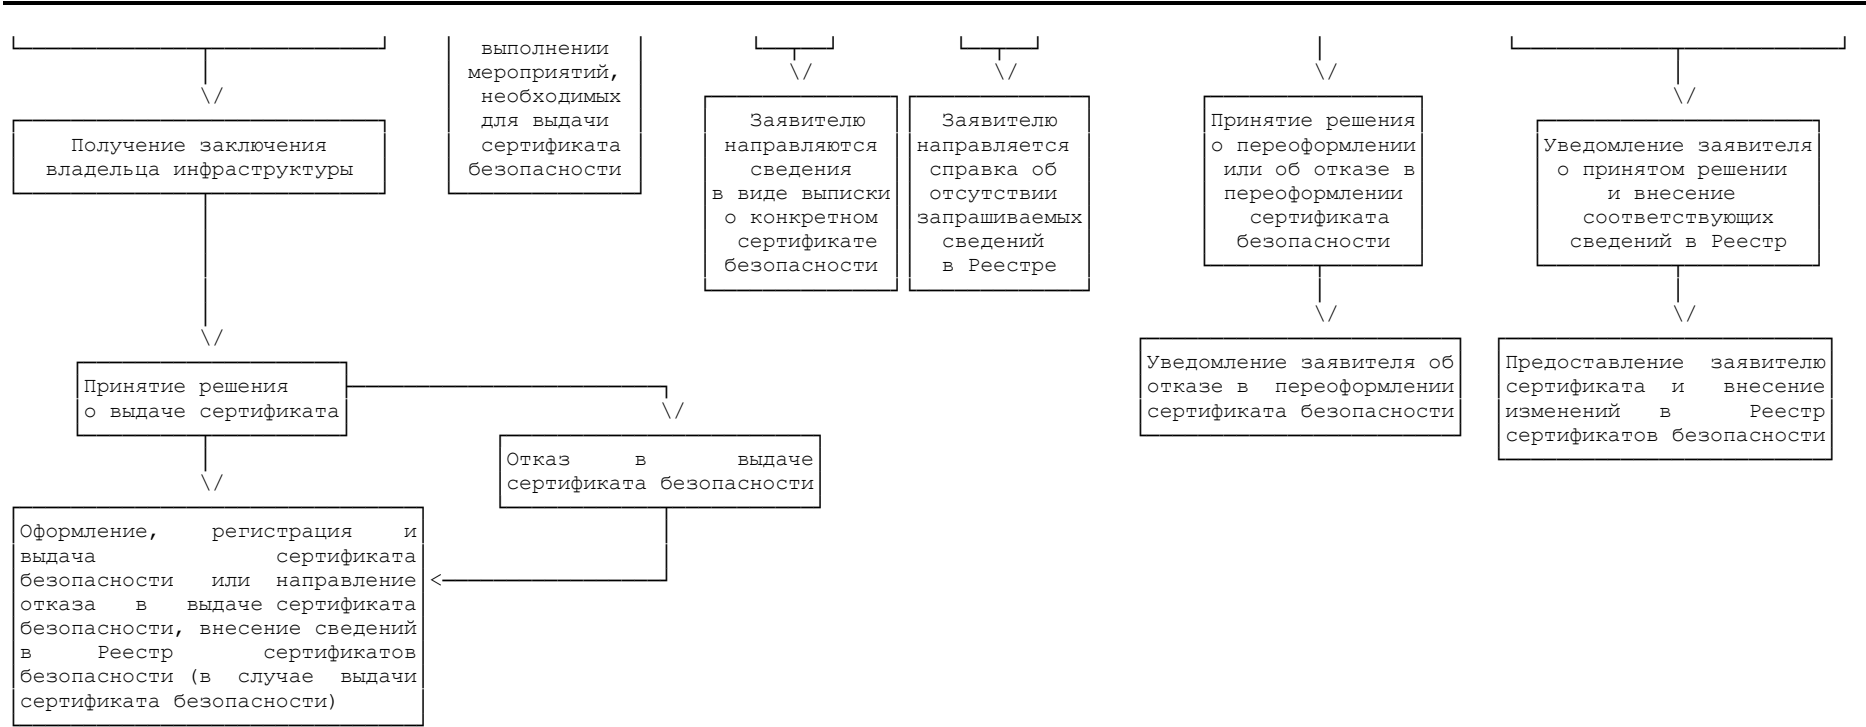 выполнении
мероприятий,
необходимых
для выдачи
сертификата
безопасности
Получение заключения
владельца инфраструктуры
Заявителю
направляются
сведения
в виде выписки
о конкретном
сертификате
безопасности
Заявителю
направляется
справка об
отсутствии
запрашиваемых
сведений
в Реестре
Принятие решения
о переоформлении
или об отказе в
переоформлении
сертификата
безопасности
Уведомление заявителя
о принятом решении
и внесение
соответствующих
сведений в Реестр
Принятие решения
о выдаче сертификата
Уведомление заявителя об
отказе в переоформлении
сертификата безопасности
Предоставление заявителю
сертификата и внесение
изменений в Реестр
сертификатов безопасности
Отказ в выдаче
сертификата безопасности
Оформление, регистрация и
выдача сертификата
безопасности или направление
отказа в выдаче сертификата
безопасности, внесение сведений
в Реестр сертификатов
безопасности (в случае выдачи
сертификата безопасности)